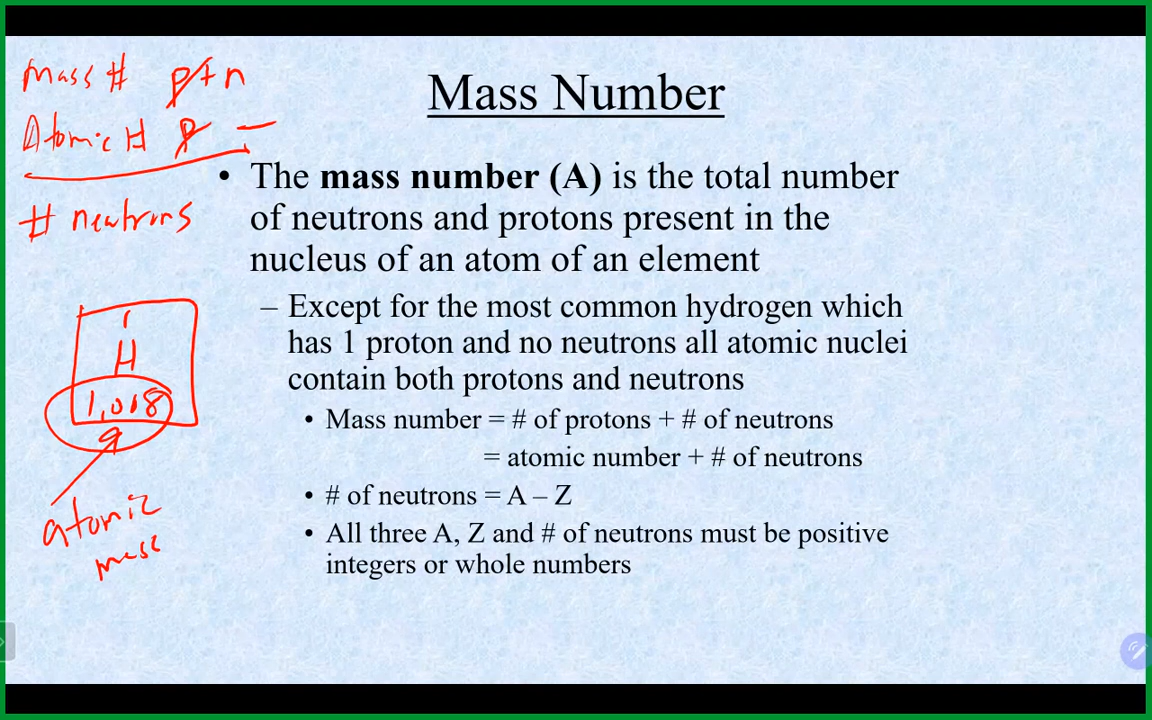 Mass # p+n
Atomic # p –
# neutrons
Mass Number
• The mass number (A) is the total number
of neutrons and protons present in the
nucleus of an atom of an element
– Except for the most common hydrogen which
has 1 proton and no neutrons all atomic nuclei
contain both protons and neutrons
• Mass number = # of protons + # of neutrons
= atomic number + # of neutrons
• # of neutrons = A – Z
• All three A, Z and # of neutrons must be positive
integers or whole numbers
1
H
1.018
atomic
mass